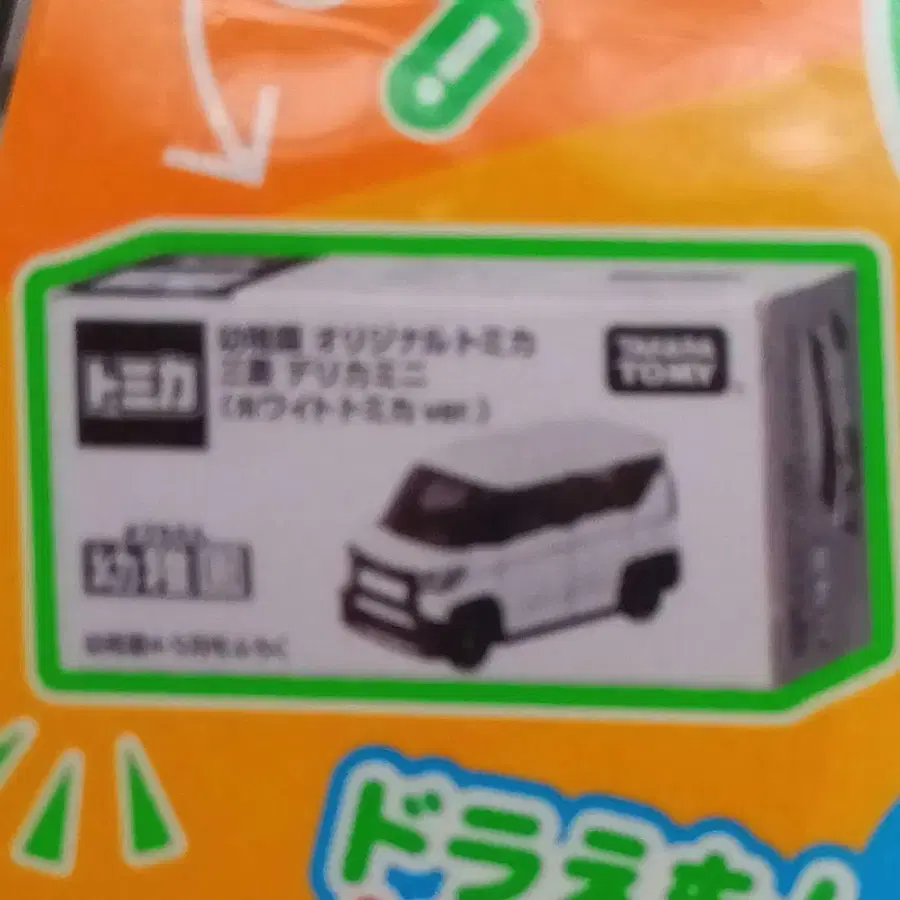 トミカ
幼稚園 オリジナルトミカ
三菱 デリカミニ
(ホワイトトミカ ver.)
TAKARA
TOMY
幼稚園
ドラえも